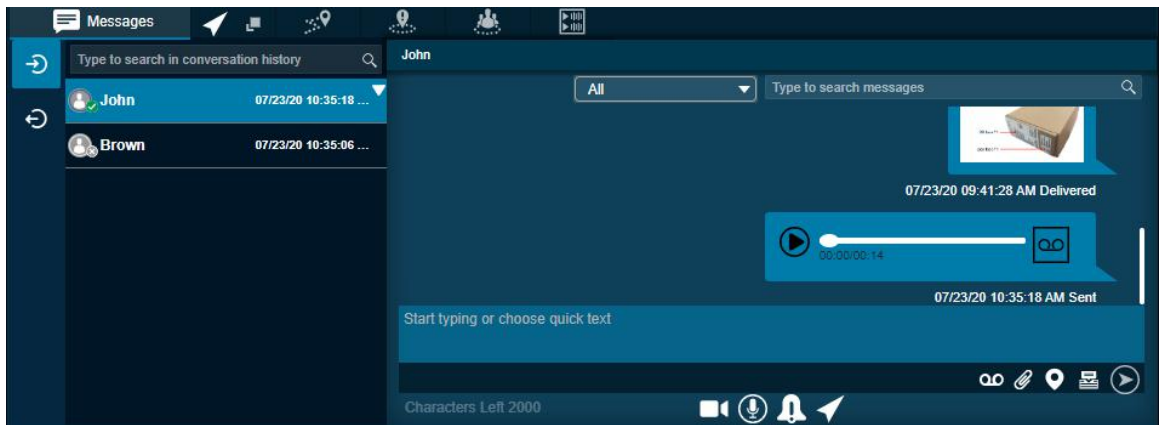 Messages
Type to search in conversation history
John
07/23/20 10:35:18 ...
Brown
07/23/20 10:35:06 ...
John
All
Type to search messages
07/23/20 09:41:28 AM Delivered
00:00/00:14
07/23/20 10:35:18 AM Sent
Start typing or choose quick text
Characters Left 2000